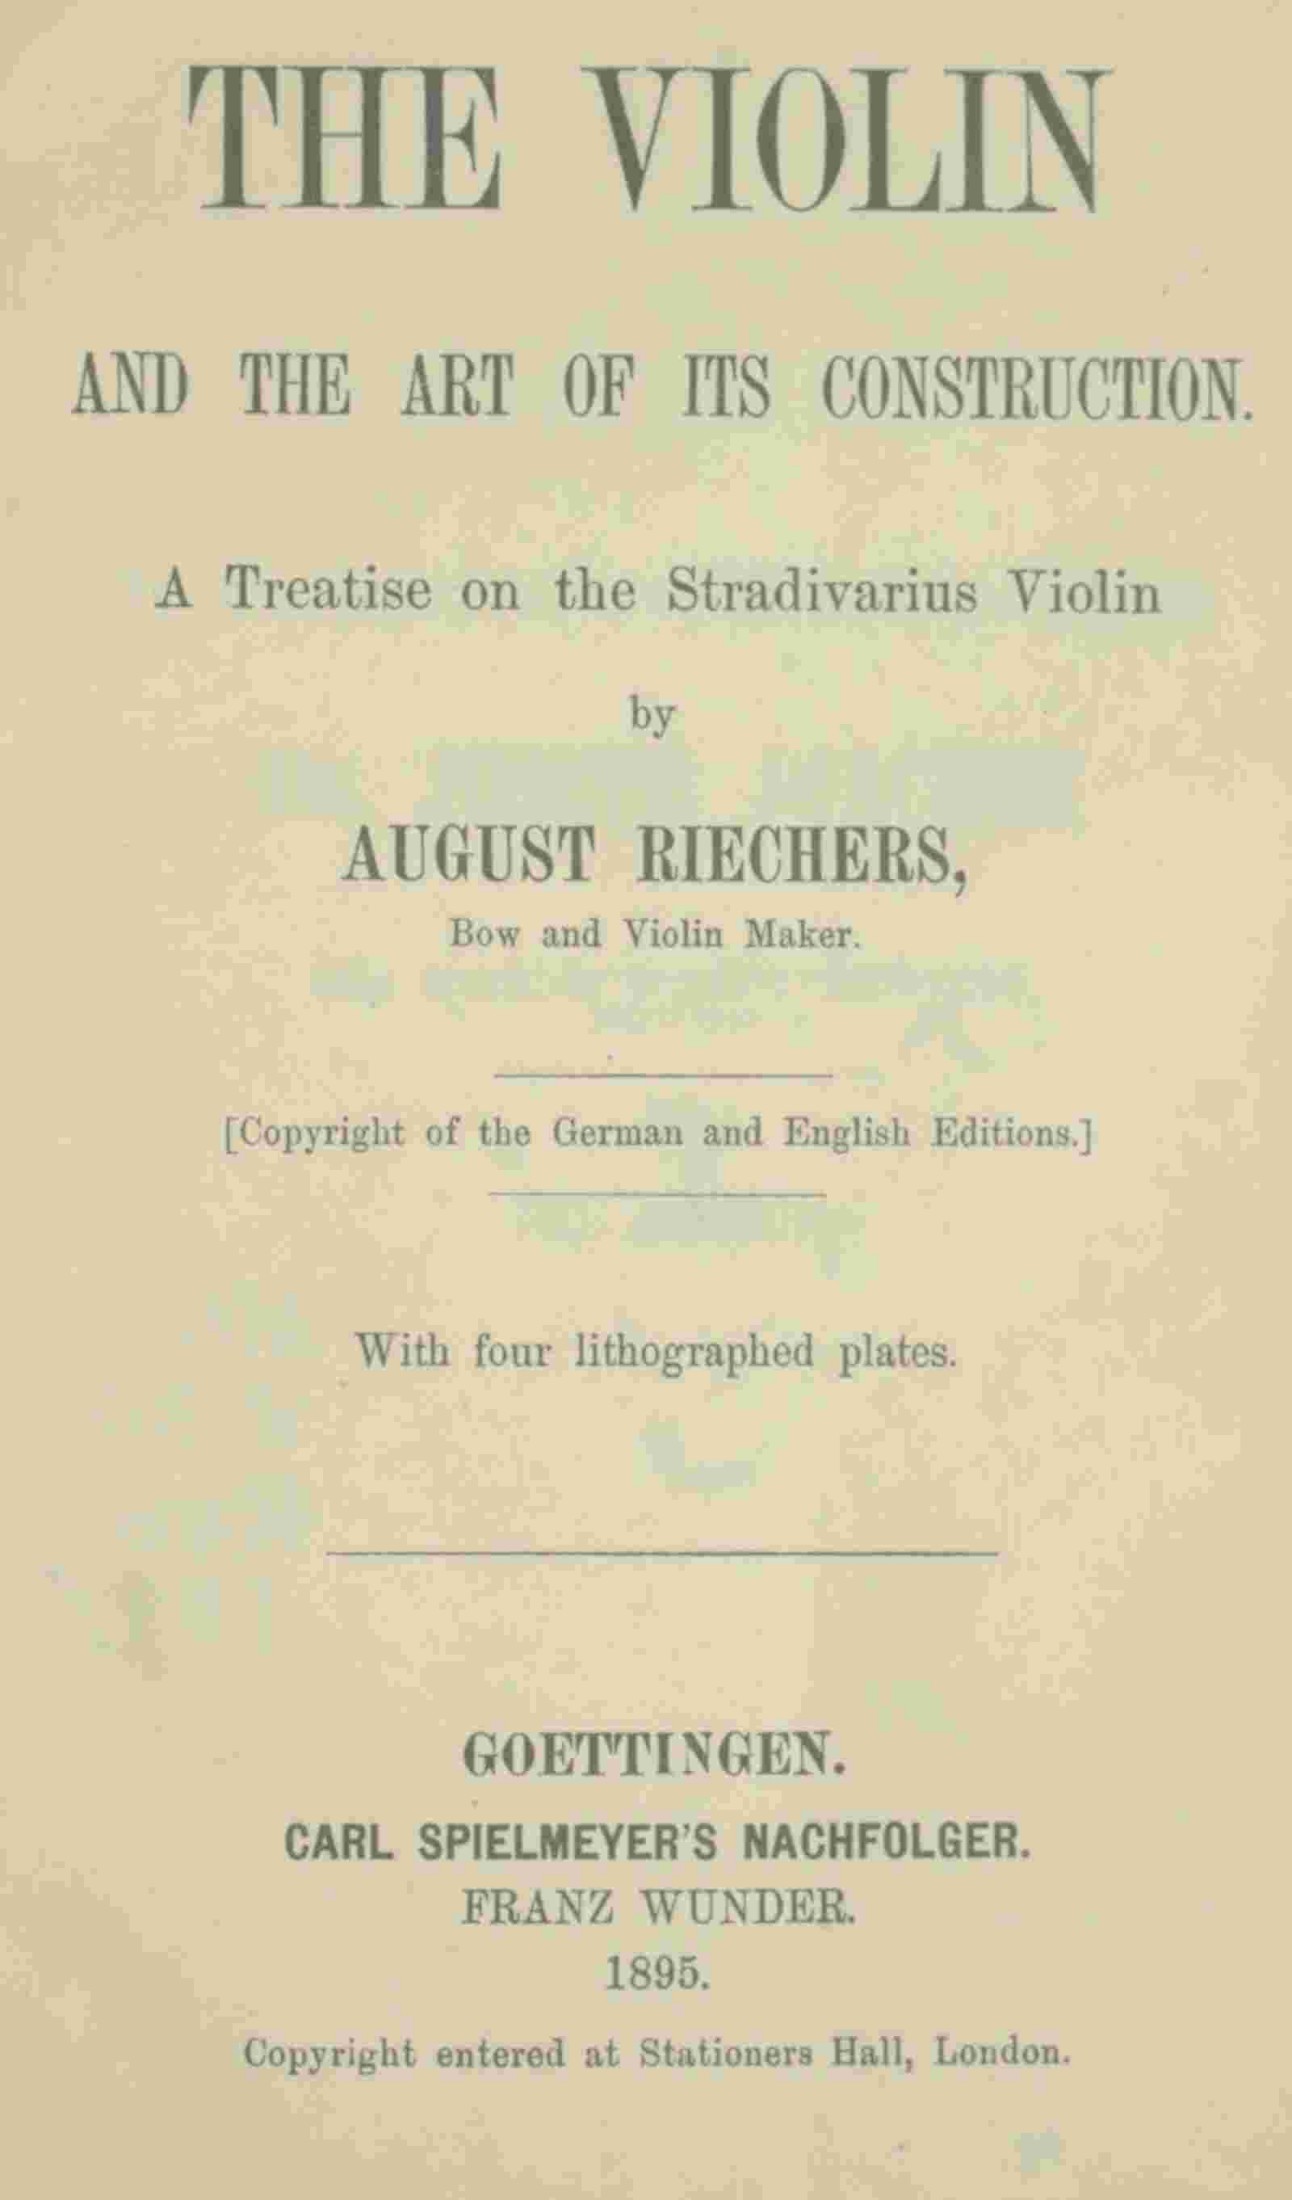 THE VIOLIN
AND THE ART OF ITS CONSTRUCTION.
A Treatise on the Stradivarius Violin
by
AUGUST RIECHERS,
Bow and Violin Maker.
[Copyright of the German and English Editions.]
With four lithographed plates.
GOETTINGEN.
CARL SPIELMEYER'S NACHFOLGER.
FRANZ WUNDER.
1895.
Copyright entered at Stationers Hall, London.